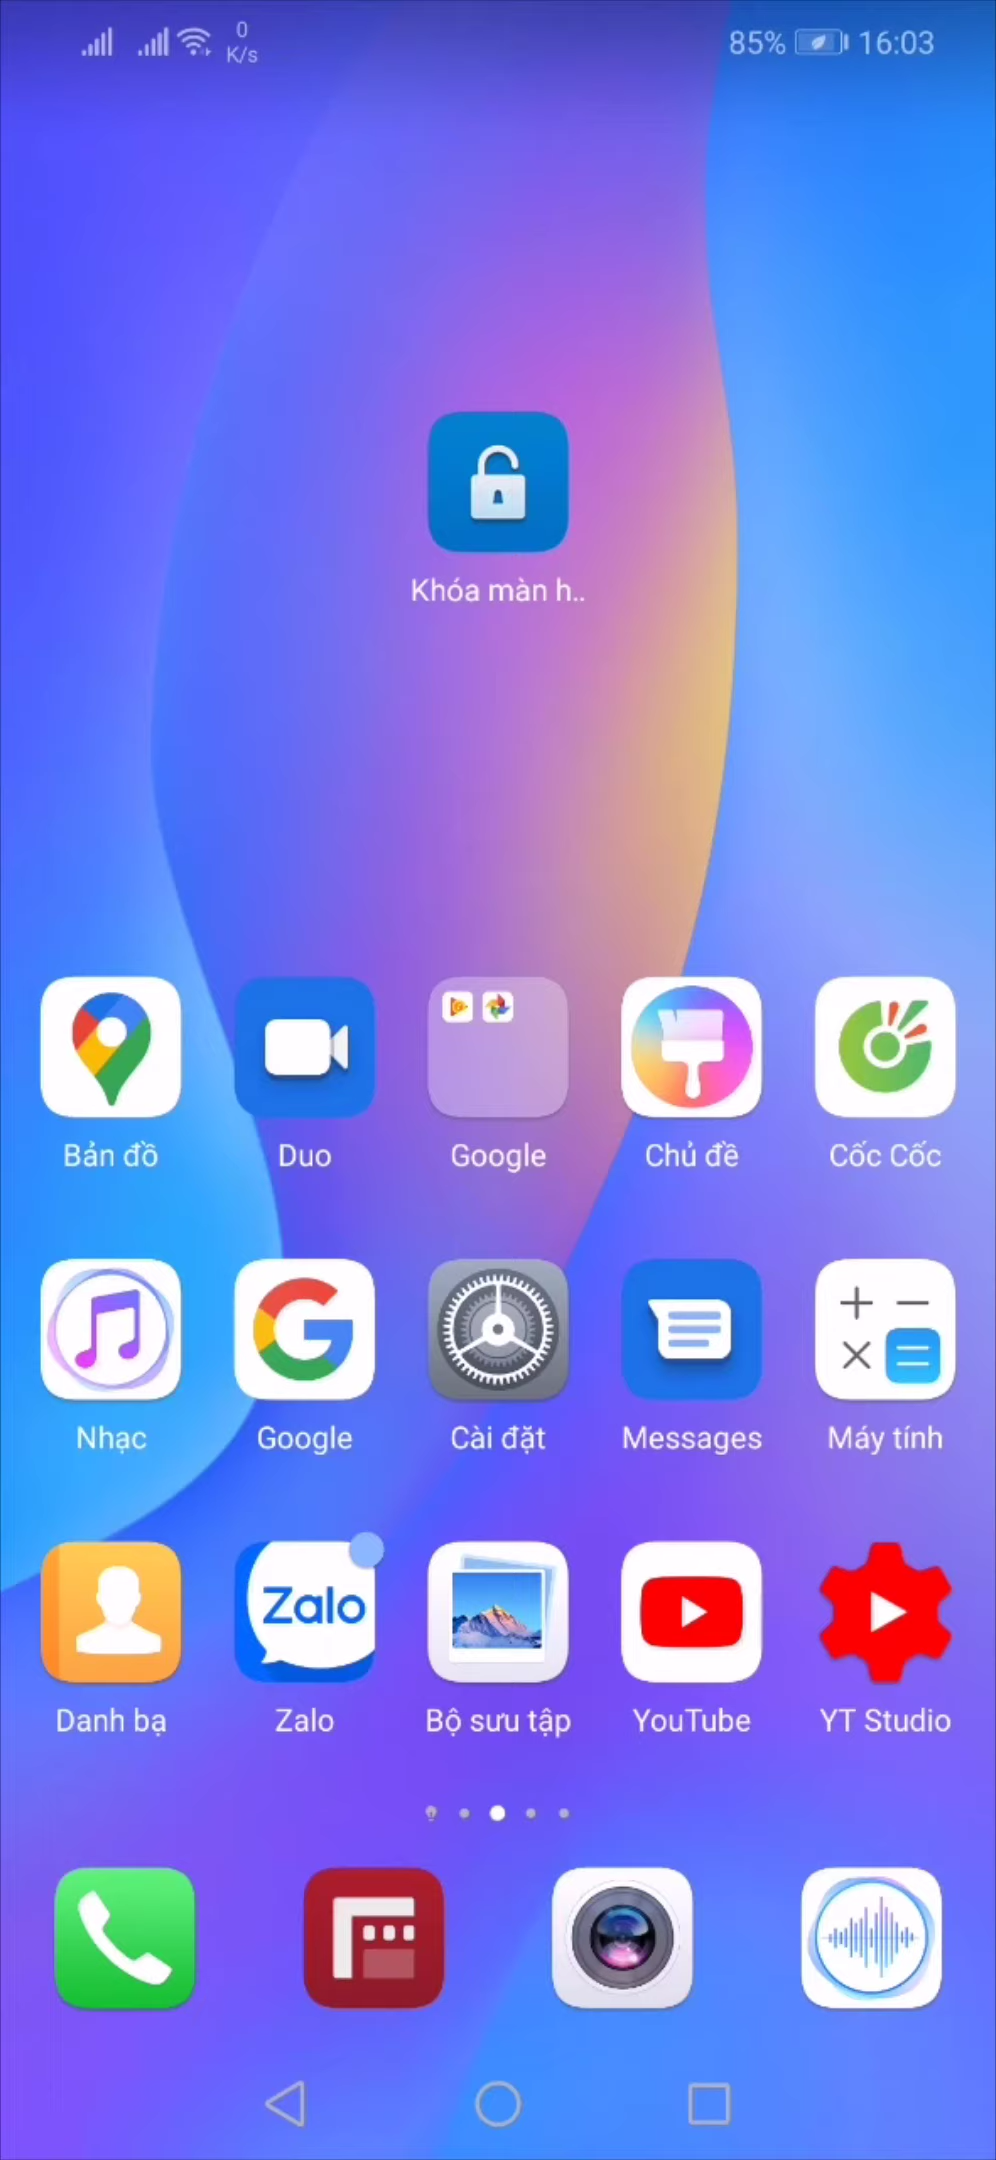 0
K/s
85% 16:03
Khóa màn h..
Bản đồ Duo Google Chủ đề Cốc Cốc
Nhạc Google Cài đặt Messages Máy tính
Zalo
Danh bạ Zalo Bộ sưu tập YouTube YT Studio